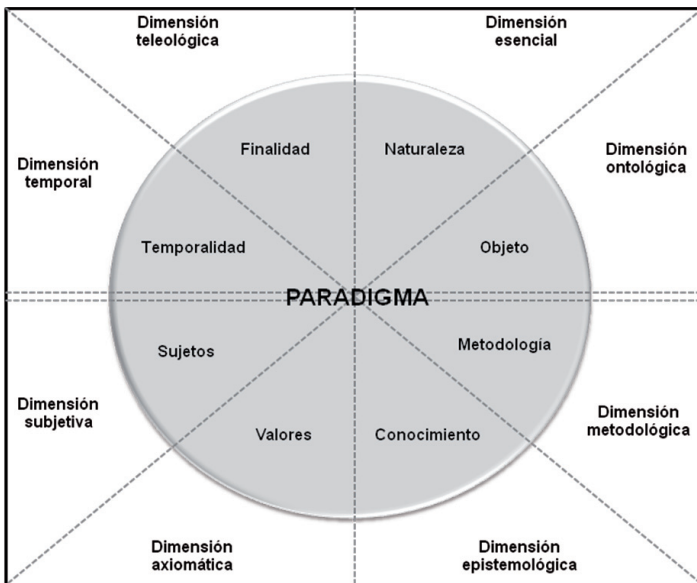 Dimensión
teleológica
Dimensión
esencial
Dimensión
temporal
Finalidad
Naturaleza
Dimensión
ontológica
Temporalidad
Objeto
PARADIGMA
Sujetos
Metodología
Dimensión
subjetiva
Valores
Conocimiento
Dimensión
metodológica
Dimensión
axiomática
Dimensión
epistemológica